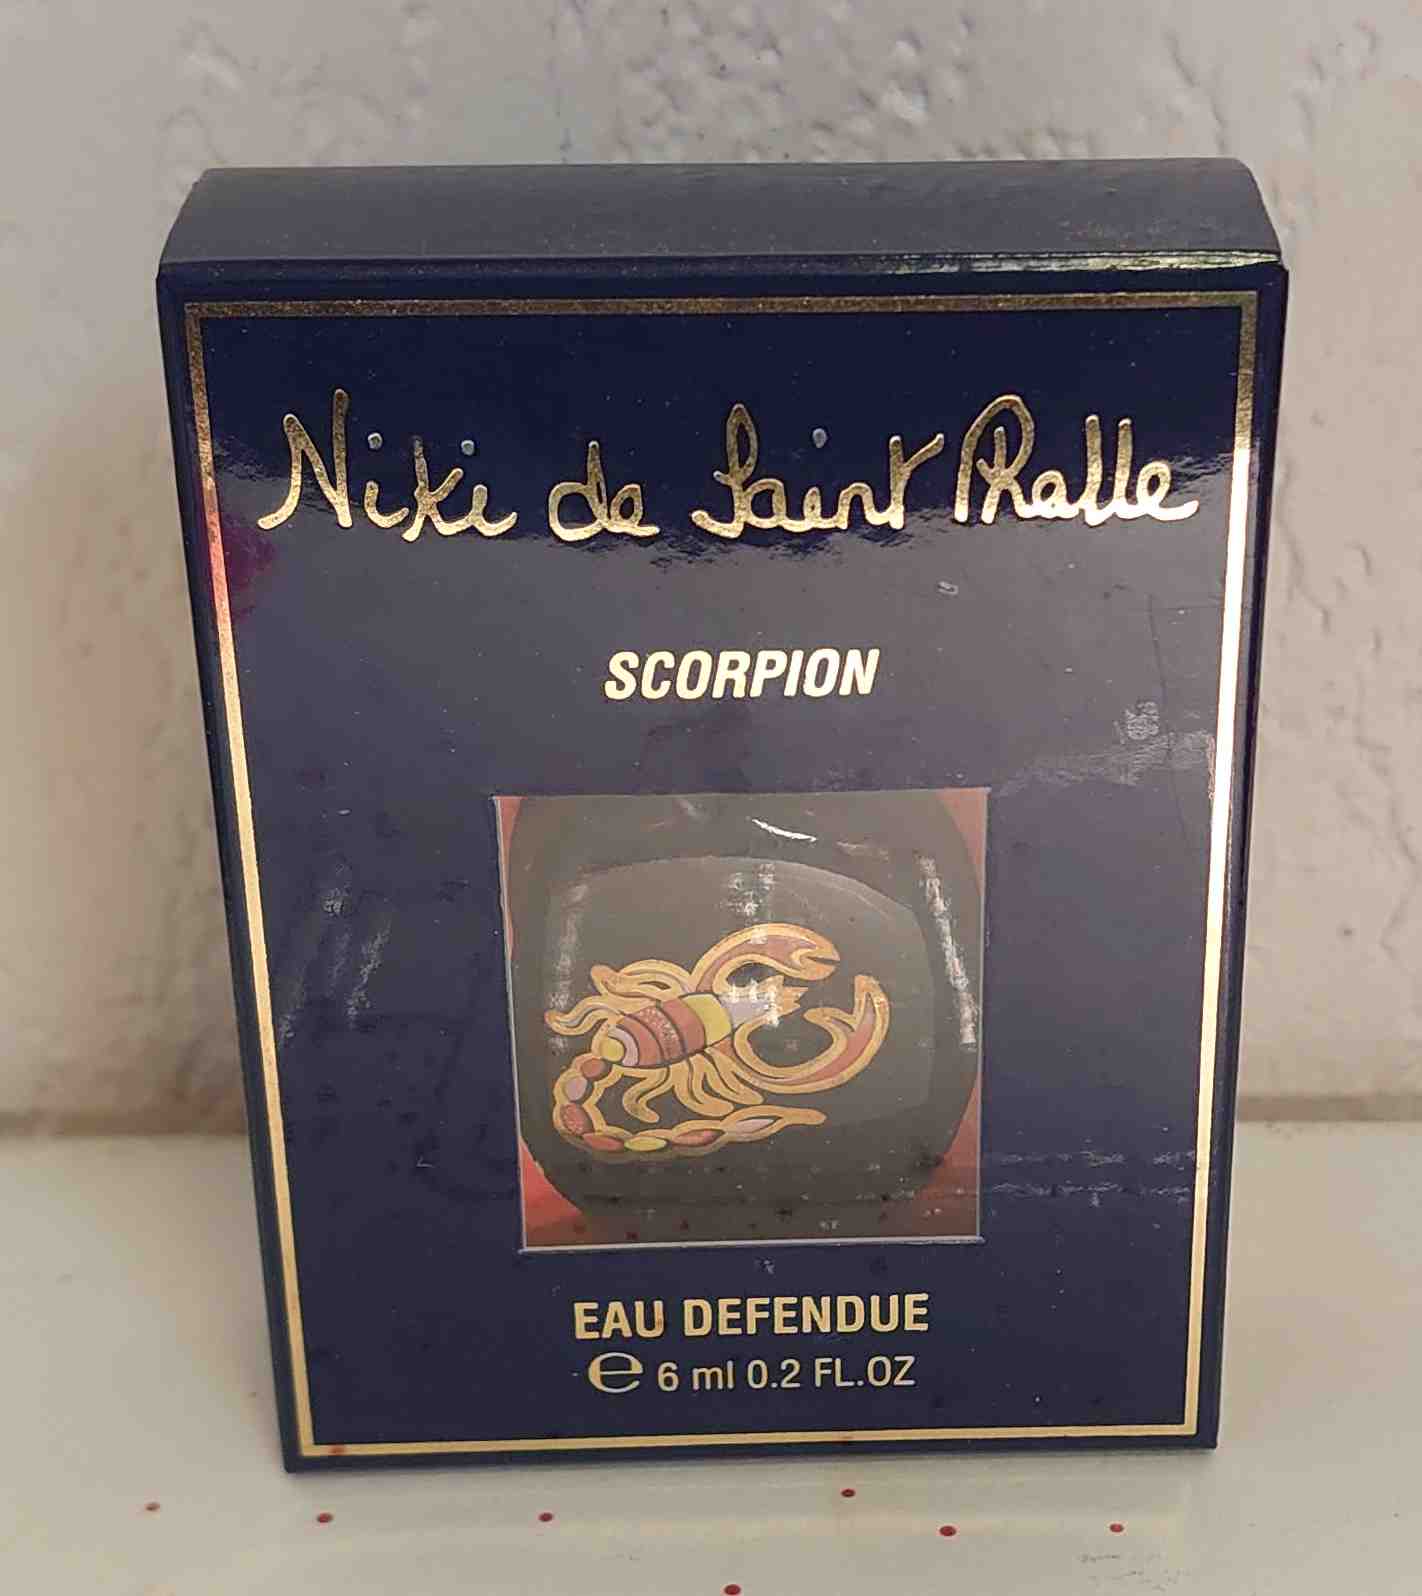 Niki de Saint Phalle
SCORPION
EAU DEFENDUE
℮ 6 ml 0.2 FL.OZ